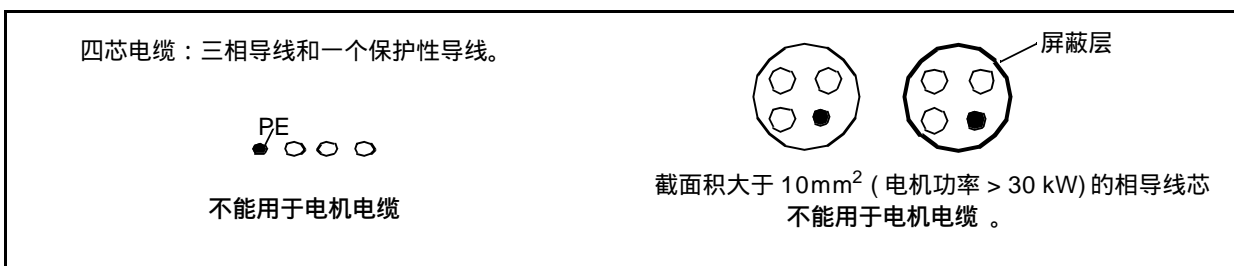 四芯电缆：三相导线和一个保护性导线。
屏蔽层
PE
截面积大于 10mm² ( 电机功率 > 30 kW) 的相导线芯
不能用于电机电缆
不能用于电机电缆 。